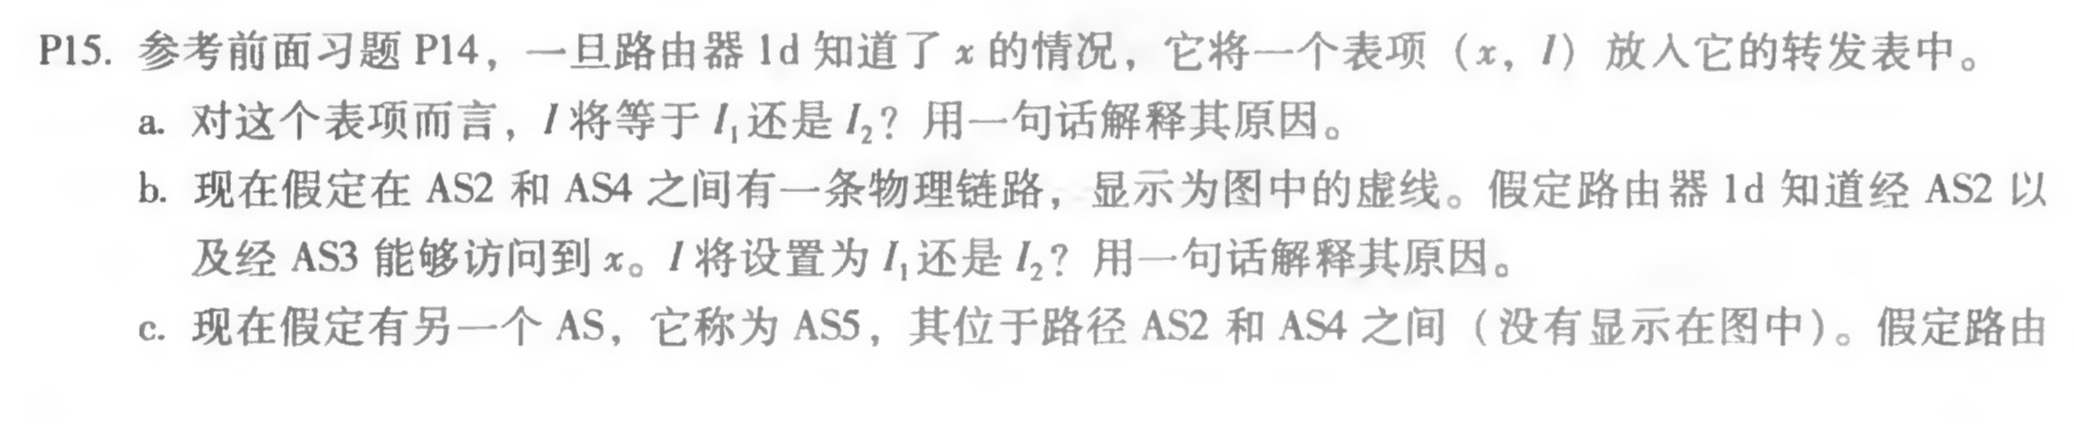 P15. 参考前面习题 P14，一旦路由器 1d 知道了 x 的情况，它将一个表项（x，I）放入它的转发表中。
a. 对这个表项而言，I 将等于 I₁还是 I₂？用一句话解释其原因。
b. 现在假定在 AS2 和 AS4 之间有一条物理链路，显示为图中的虚线。假定路由器 1d 知道经 AS2 以
及经 AS3 能够访问到 x。I 将设置为 I₁还是 I₂？用一句话解释其原因。
c. 现在假定有另一个 AS，它称为 AS5，其位于路径 AS2 和 AS4 之间（没有显示在图中）。假定路由